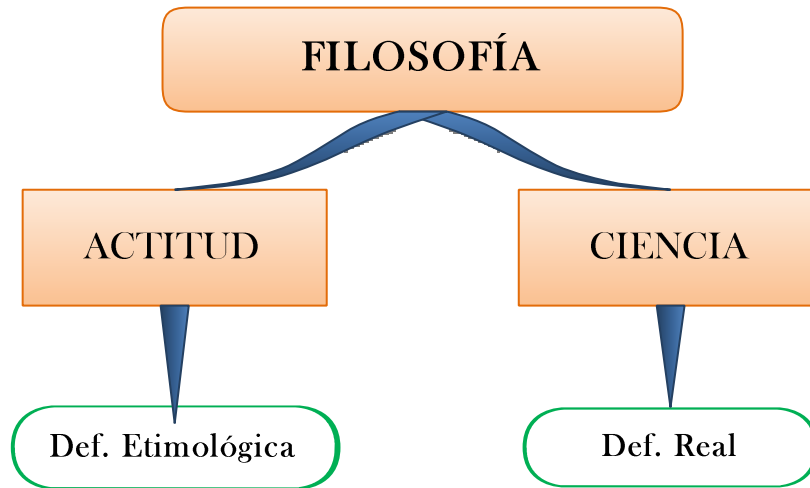 FILOSOFÍA
ACTITUD
CIENCIA
Def. Etimológica
Def. Real